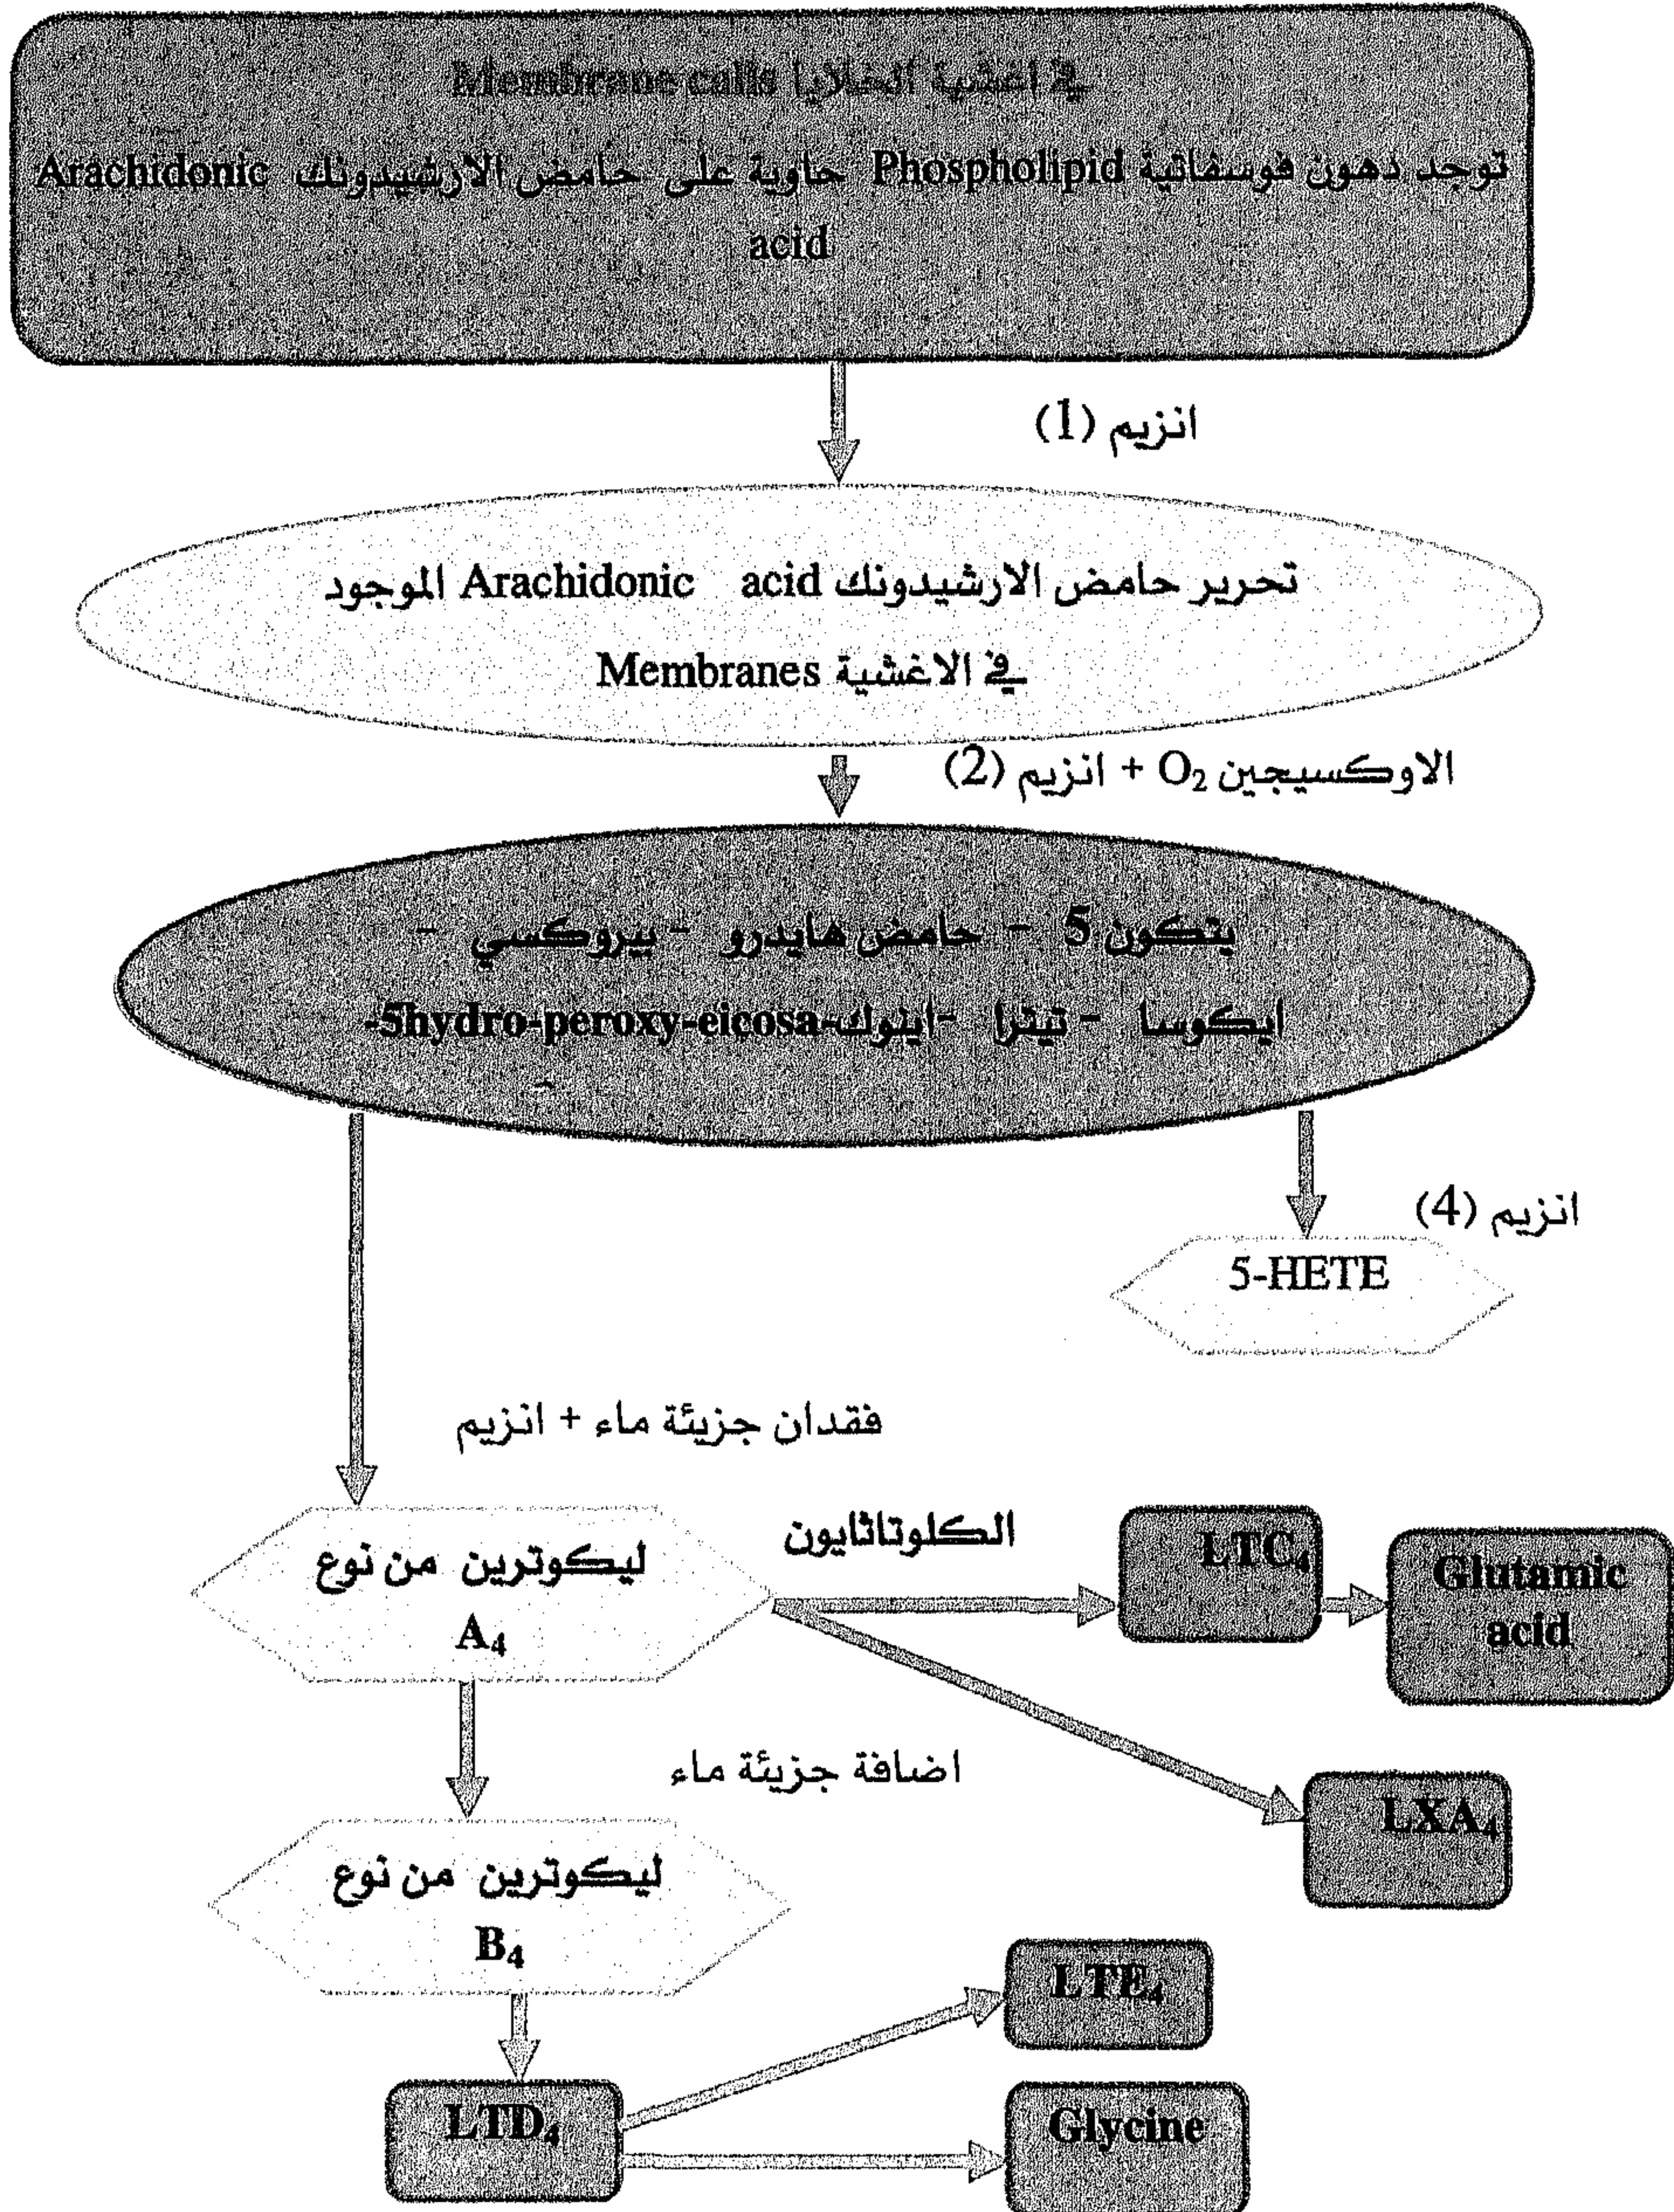 في اغشية الخلايا Membrane calls
توجد دهون فوسفاتية Phospholipid حاوية على حامض الارشيدونك Arachidonic
acid
انزيم (1)
تحرير حامض الارشيدونك Arachidonic acid الموجود
في الاغشية Membranes
الاوكسيجين O₂ + انزيم (2)
يتكون 5 - حامض هايدرو - بيروكسي -
ايكوسا - تيترا -اينوك-5hydro-peroxy-eicosa-
انزيم (4)
5-HETE
فقدان جزيئة ماء + انزيم
ليكوترين من نوع
A₄
الكلوتاثايون
LTC₄
Glutamic
acid
اضافة جزيئة ماء
LXA₄
ليكوترين من نوع
B₄
LTE₄
LTD₄
Glycine